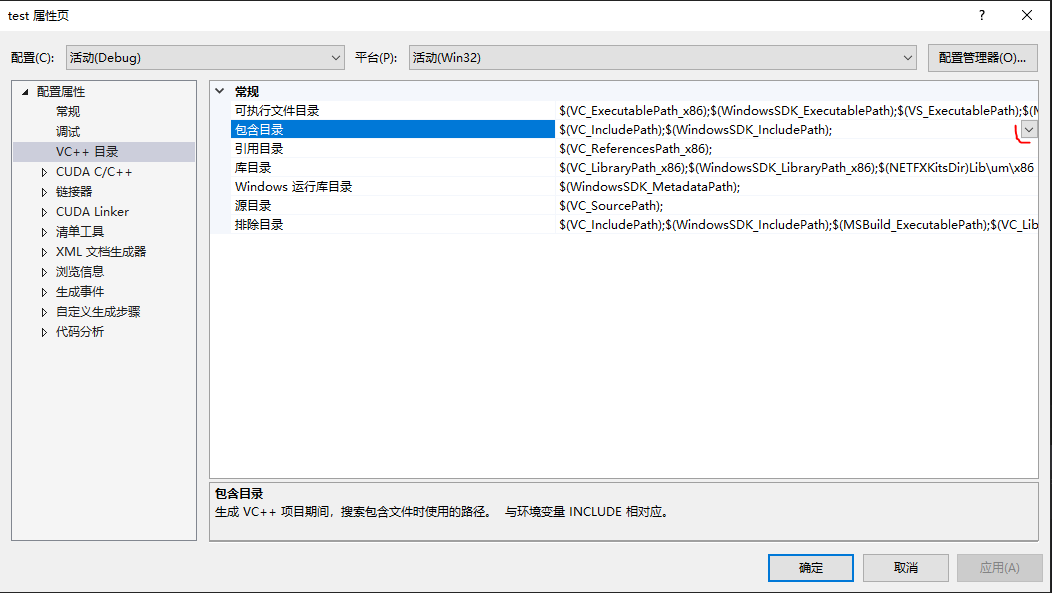 test 属性页
?
配置(C): 活动(Debug) 平台(P): 活动(Win32) 配置管理器(O)...
配置属性
常规
调试
VC++ 目录
CUDA C/C++
链接器
CUDA Linker
清单工具
XML 文档生成器
浏览信息
生成事件
自定义生成步骤
代码分析
常规
可执行文件目录 $(VC_ExecutablePath_x86);$(WindowsSDK_ExecutablePath);$(VS_ExecutablePath);$(M
包含目录 $(VC_IncludePath);$(WindowsSDK_IncludePath);
引用目录 $(VC_ReferencesPath_x86);
库目录 $(VC_LibraryPath_x86);$(WindowsSDK_LibraryPath_x86);$(NETFXKitsDir)Lib\um\x86
Windows 运行库目录 $(WindowsSDK_MetadataPath);
源目录 $(VC_SourcePath);
排除目录 $(VC_IncludePath);$(WindowsSDK_IncludePath);$(MSBuild_ExecutablePath);$(VC_Lib
包含目录
生成 VC++ 项目期间，搜索包含文件时使用的路径。 与环境变量 INCLUDE 相对应。
确定 取消 应用(A)